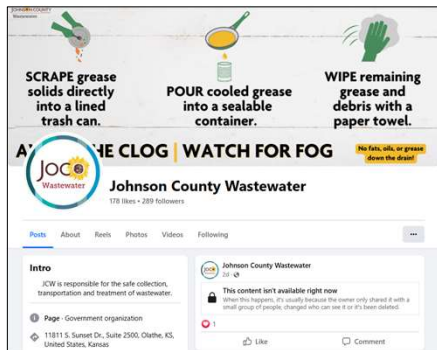 JOHNSON COUNTY
Wastewater
SCRAPE grease
solids directly
into a lined
trash can.
POUR cooled grease
into a sealable
container.
WIPE remaining
grease and
debris with a
paper towel.
HE CLOG | WATCH FOR FOG
No fats, oils, or grease
down the drain!
JOCO
Wastewater
Johnson County Wastewater
178 likes • 289 followers
Posts About Reels Photos Videos Following
Intro
JCW is responsible for the safe collection,
transportation and treatment of wastewater.
Page · Government organization
11811 S. Sunset Dr., Suite 2500, Olathe, KS,
United States, Kansas
Johnson County Wastewater
2d
This content isn't available right now
When this happens, it's usually because the owner only shared it with a
small group of people, changed who can see it or it's been deleted.
1
Like Comment